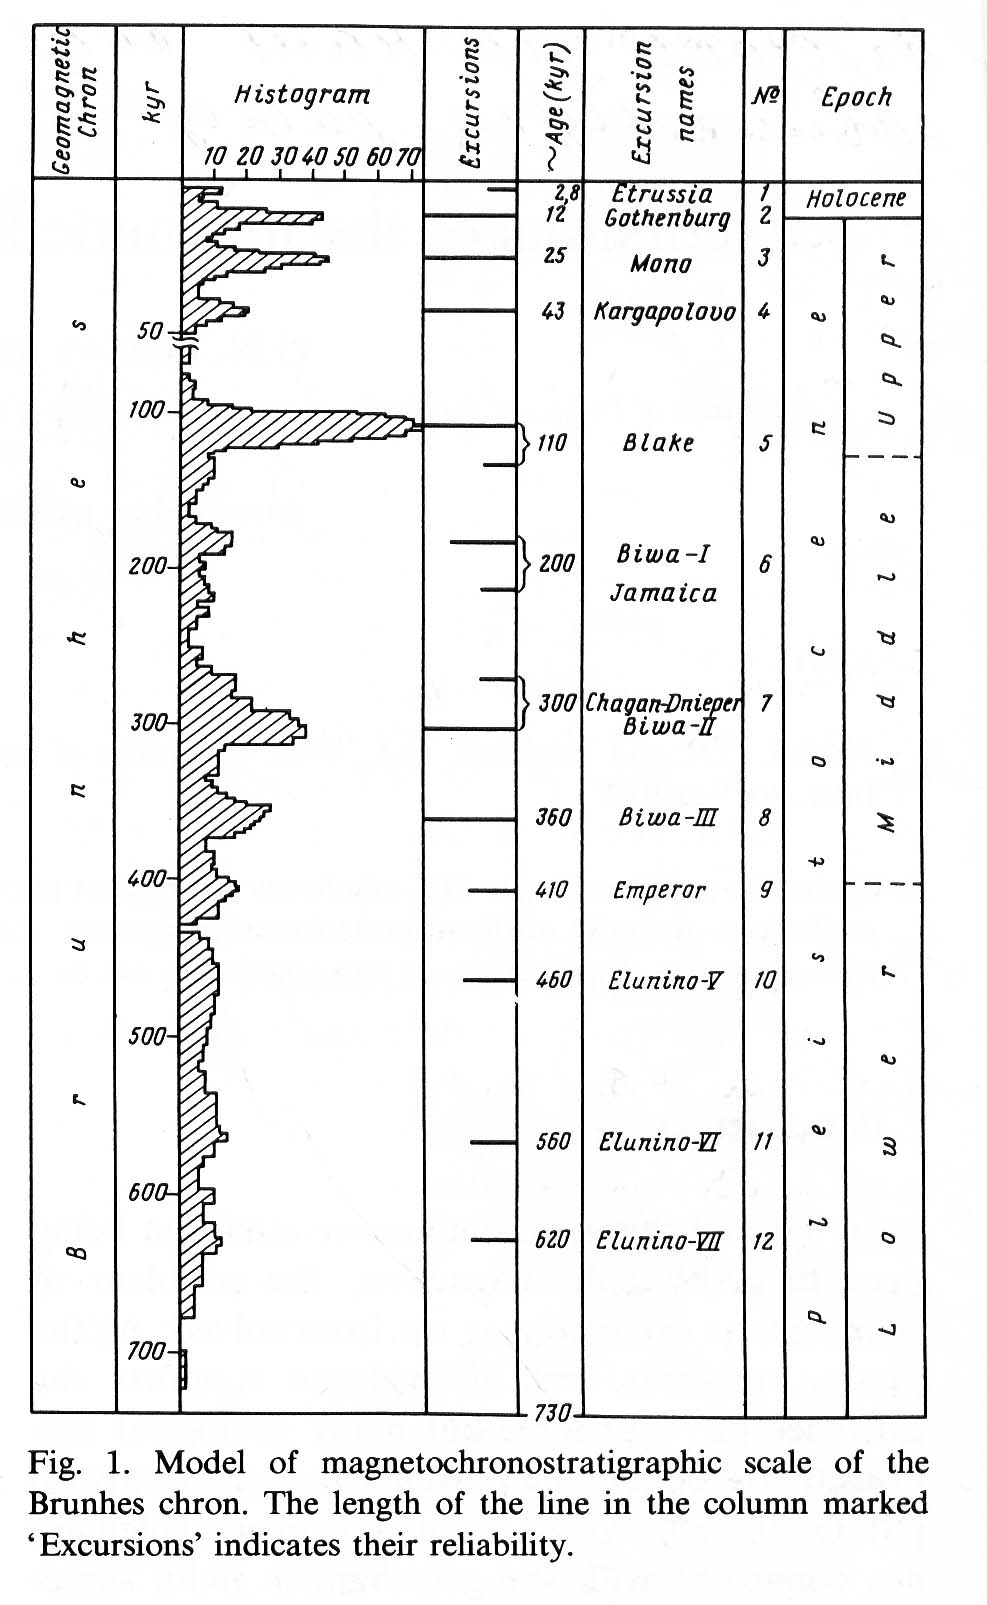 Geomagnetic Chron
kyr
Histogram
10 20 30 40 50 60 70
Excursions
~Age(kyr)
Excursion names
№
Epoch
Brunhes
50
100
200
300
400
500
600
700
2,8 Etrussia 1
12 Gothenburg 2
25 Mono 3
43 Kargapolovo 4
110 Blake 5
200 Biwa-I 6
Jamaica
300 Chagan-Dnieper 7
Biwa-II
360 Biwa-III 8
410 Emperor 9
460 Elunino-V 10
560 Elunino-VI 11
620 Elunino-VII 12
730
Holocene
Pleistocene
Upper
Middle
Lower
Fig. 1. Model of magnetochronostratigraphic scale of the
Brunhes chron. The length of the line in the column marked
‘Excursions’ indicates their reliability.